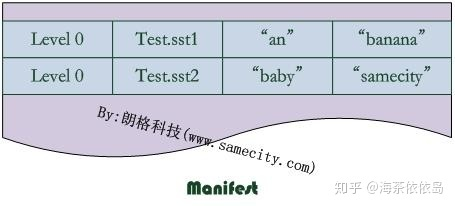 Level 0 Test.sst1 “an” “banana”
Level 0 Test.sst2 “baby” “samecity”
By:朗格科技(www.samecity.com)
Manifest
知乎 @海茶依依岛